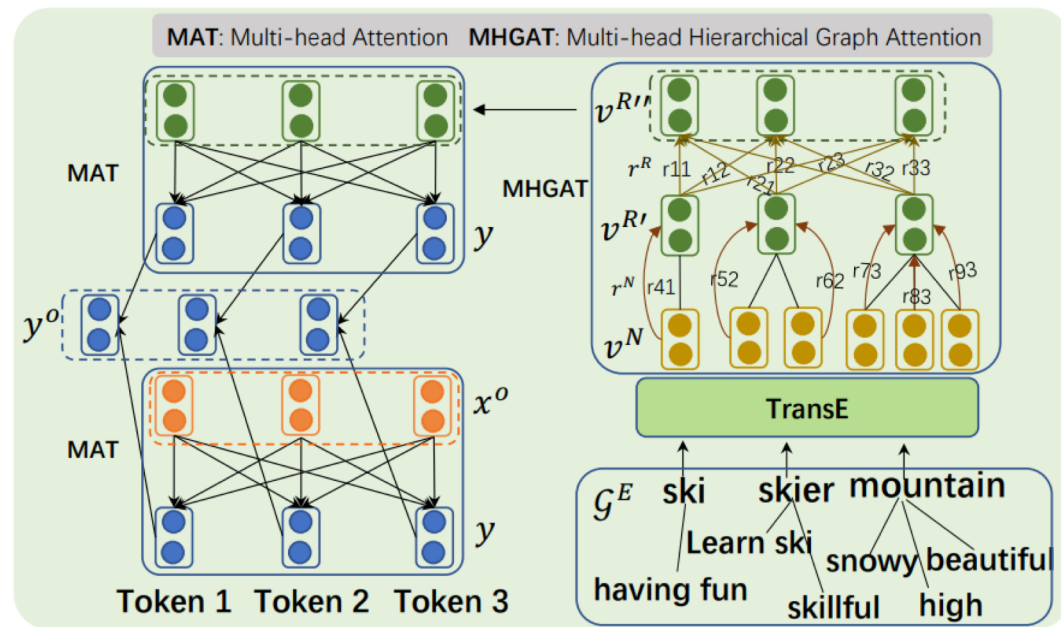 MAT: Multi-head Attention MHGAT: Multi-head Hierarchical Graph Attention
MAT
y
y^o
x^o
MAT
y
Token 1 Token 2 Token 3
v^{R''}
MHGAT
r^R r11 r12 r21 r22 r23 r32 r33
v^{R'}
r^N r41 r52 r62 r73 r83 r93
v^N
TransE
𝒢^E ski skier mountain
Learn ski
snowy beautiful
having fun
skillful high